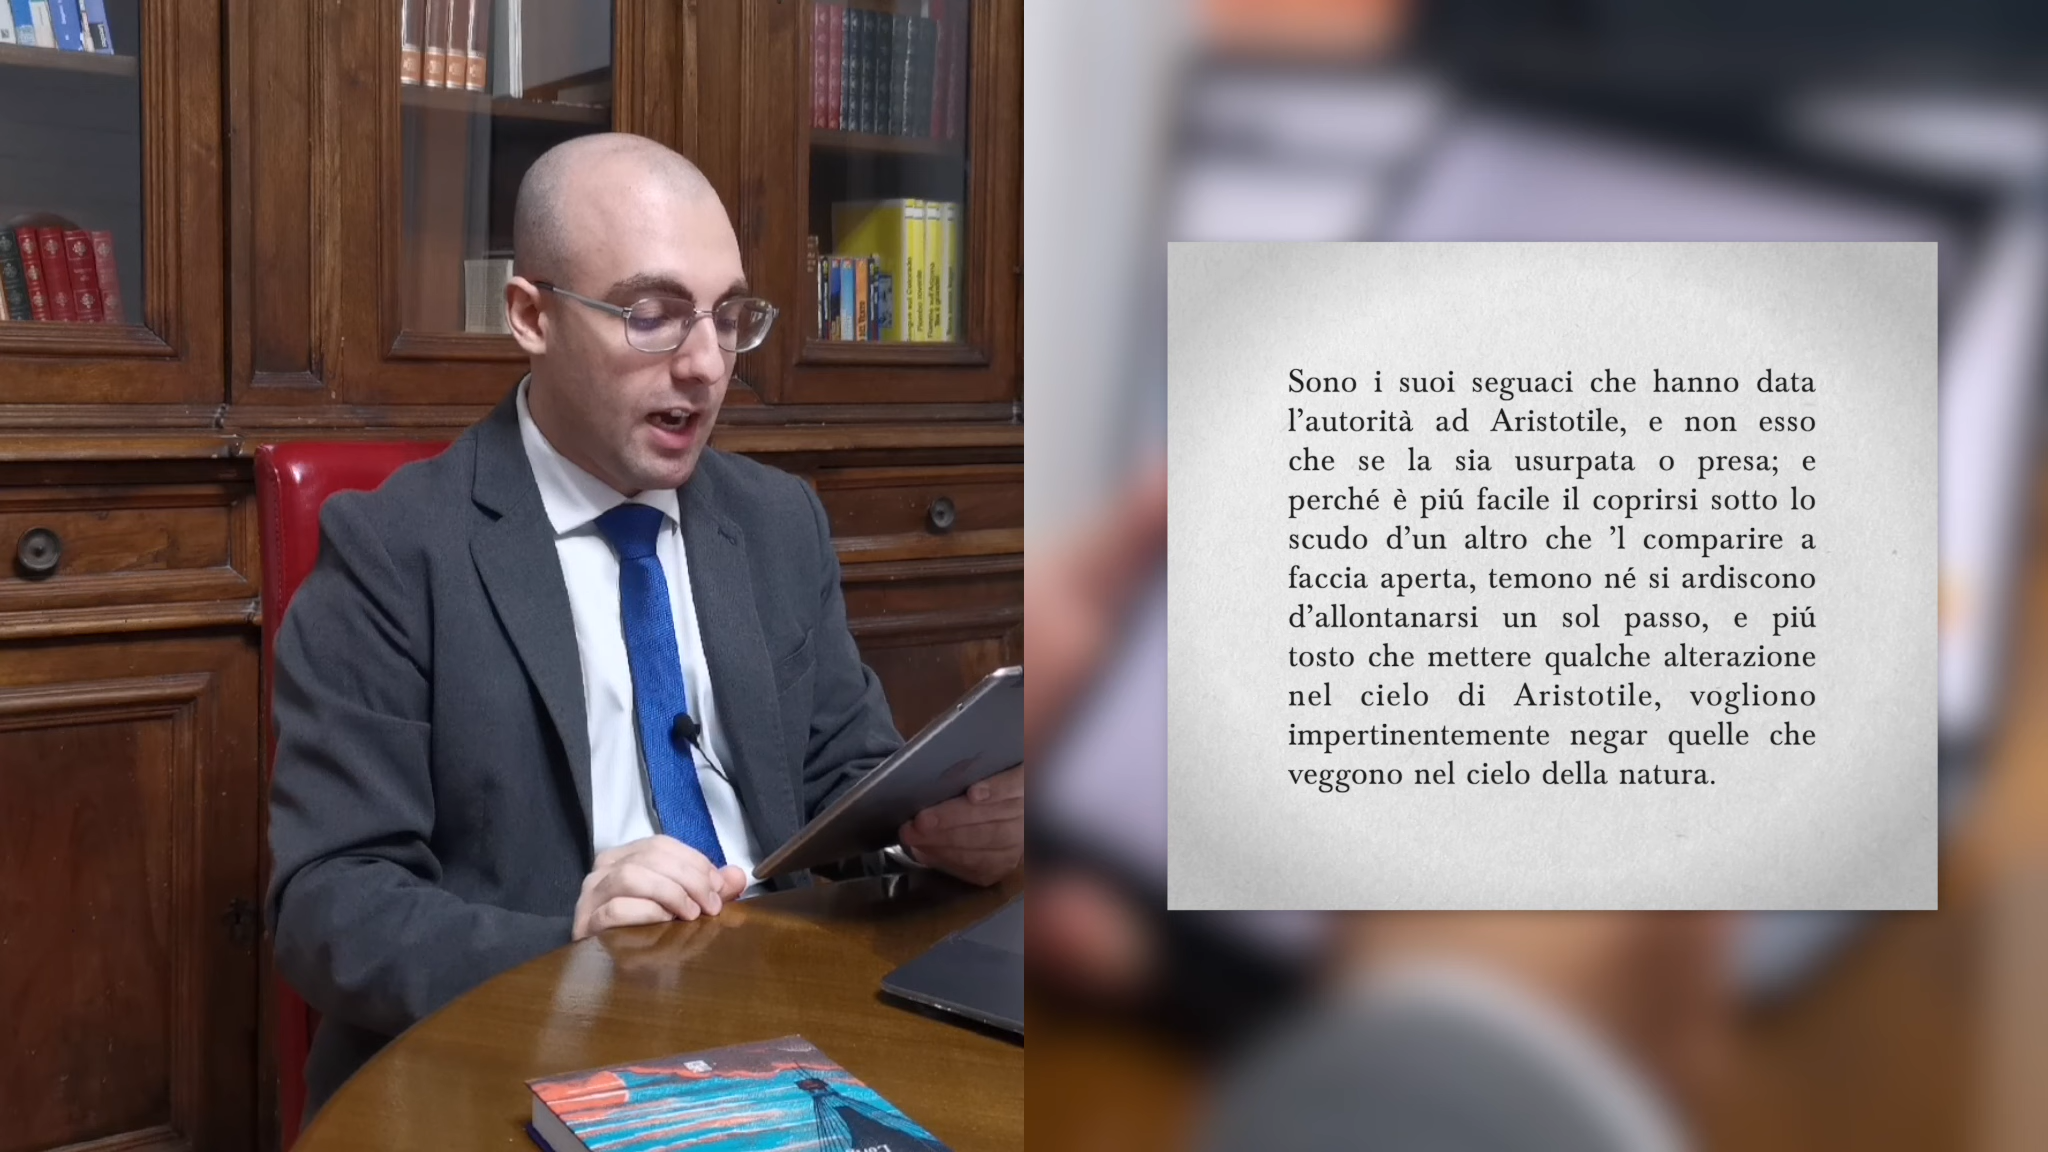 Sono i suoi seguaci che hanno data
l’autorità ad Aristotile, e non esso
che se la sia usurpata o presa; e
perché è piú facile il coprirsi sotto lo
scudo d’un altro che ’l comparire a
faccia aperta, temono né si ardiscono
d’allontanarsi un sol passo, e piú
tosto che mettere qualche alterazione
nel cielo di Aristotile, vogliono
impertinentemente negar quelle che
veggono nel cielo della natura.